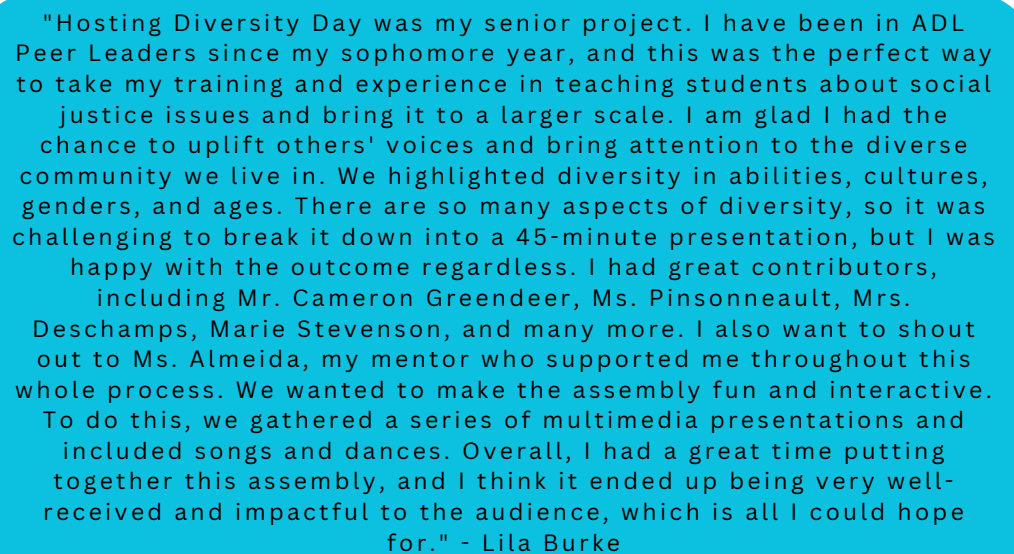 "Hosting Diversity Day was my senior project. I have been in ADL
Peer Leaders since my sophomore year, and this was the perfect way
to take my training and experience in teaching students about social
justice issues and bring it to a larger scale. I am glad I had the
chance to uplift others' voices and bring attention to the diverse
community we live in. We highlighted diversity in abilities, cultures,
genders, and ages. There are so many aspects of diversity, so it was
challenging to break it down into a 45-minute presentation, but I was
happy with the outcome regardless. I had great contributors,
including Mr. Cameron Greendeer, Ms. Pinsonneault, Mrs.
Deschamps, Marie Stevenson, and many more. I also want to shout
out to Ms. Almeida, my mentor who supported me throughout this
whole process. We wanted to make the assembly fun and interactive.
To do this, we gathered a series of multimedia presentations and
included songs and dances. Overall, I had a great time putting
together this assembly, and I think it ended up being very well-
received and impactful to the audience, which is all I could hope
for." - Lila Burke